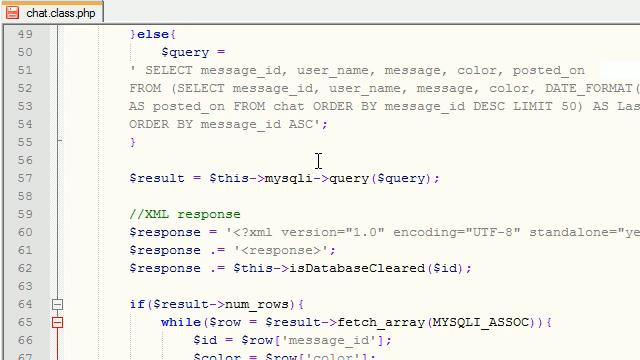 chat.class.php
49 }else{
50 $query =
51 ' SELECT message_id, user_name, message, color, posted_on
52 FROM (SELECT message_id, user_name, message, color, DATE_FORMAT(
53 AS posted_on FROM chat ORDER BY message_id DESC LIMIT 50) AS Las
54 ORDER BY message_id ASC';
55 }
56
57 $result = $this->mysqli->query($query);
58
59 //XML response
60 $response = '<?xml version="1.0" encoding="UTF-8" standalone="ye
61 $response .= '<response>';
62 $response .= $this->isDatabaseCleared($id);
63
64 if($result->num_rows){
65 while($row = $result->fetch_array(MYSQLI_ASSOC)){
66 $id = $row['message_id'];
67 $color = $row['color'];